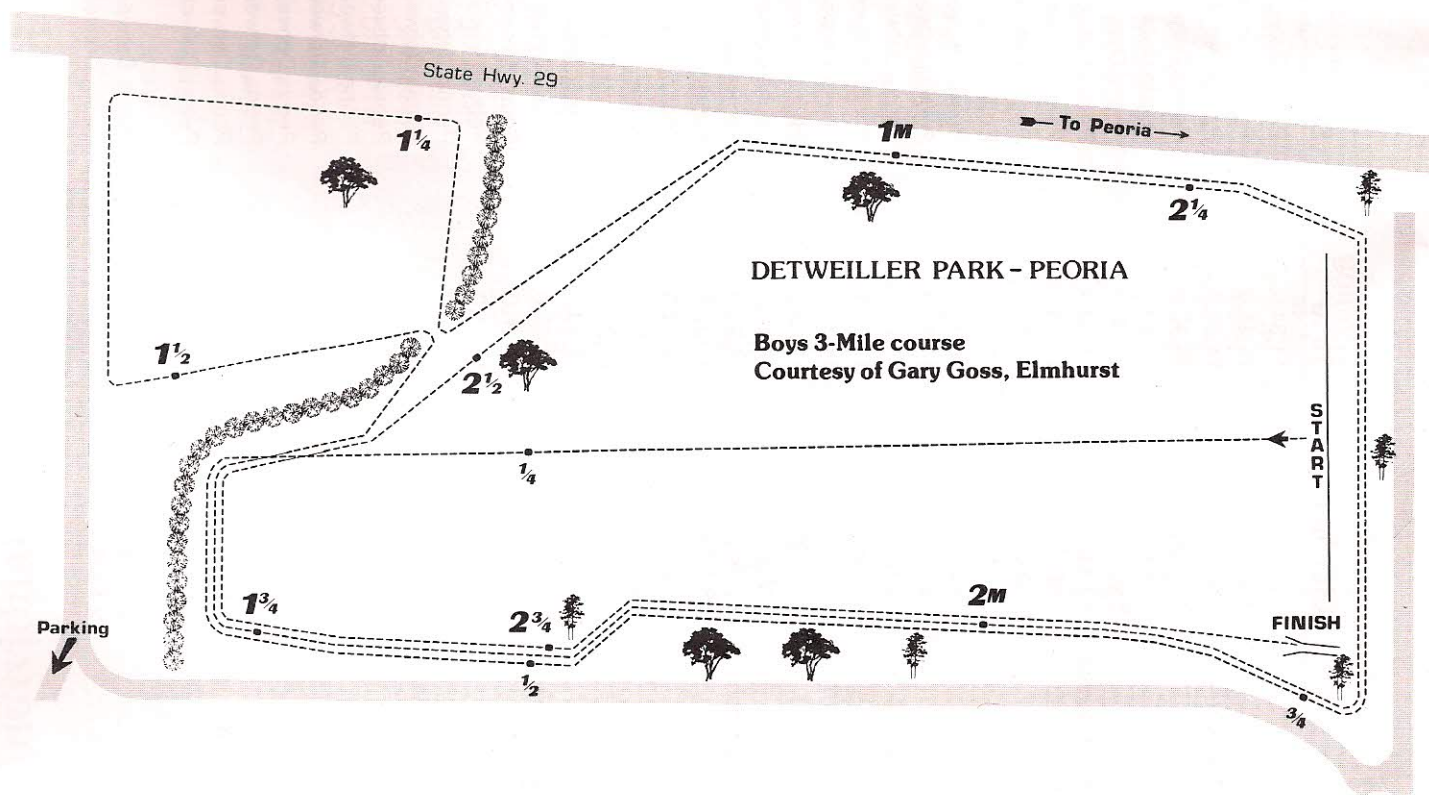 State Hwy. 29
To Peoria
1¼
1M
2¼
DETWEILLER PARK – PEORIA
Boys 3-Mile course
Courtesy of Gary Goss, Elmhurst
1½
2½
¼
START
1¾
2¾
½
2M
FINISH
Parking
¾